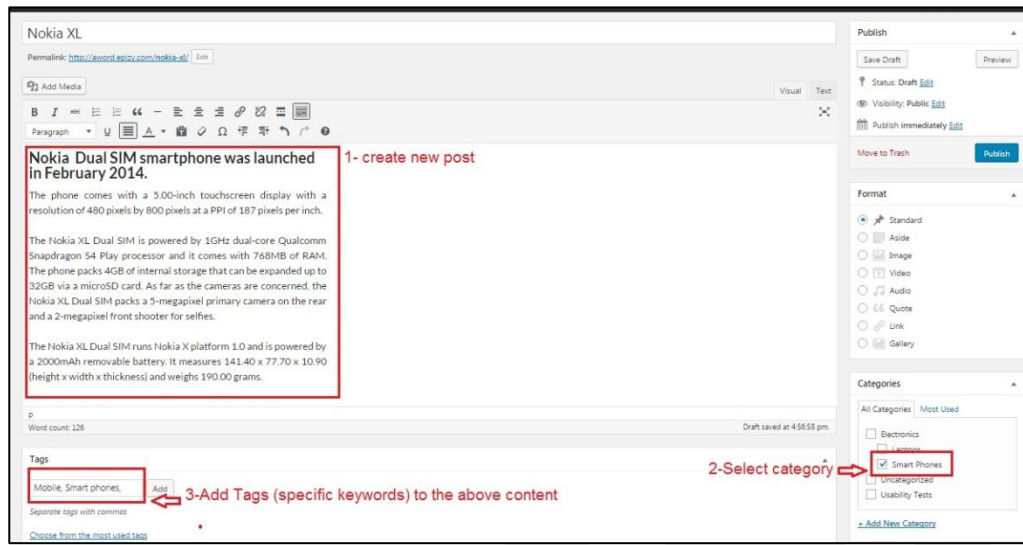 Nokia XL
Permalink: http://aword.epizy.com/nokia-xl/ Edit
Add Media
Visual Text
B I ABC
Paragraph U A Ω
Nokia Dual SIM smartphone was launched
in February 2014.
1- create new post
The phone comes with a 5.00-inch touchscreen display with a
resolution of 480 pixels by 800 pixels at a PPI of 187 pixels per inch.
The Nokia XL Dual SIM is powered by 1GHz dual-core Qualcomm
Snapdragon S4 Play processor and it comes with 768MB of RAM.
The phone packs 4GB of internal storage that can be expanded up to
32GB via a microSD card. As far as the cameras are concerned, the
Nokia XL Dual SIM packs a 5-megapixel primary camera on the rear
and a 2-megapixel front shooter for selfies.
The Nokia XL Dual SIM runs Nokia X platform 1.0 and is powered by
a 2000mAh removable battery. It measures 141.40 x 77.70 x 10.90
(height x width x thickness) and weighs 190.00 grams.
p
Word count: 126
Draft saved at 4:56:58 pm.
Tags
Mobile, Smart phones,
Add
3-Add Tags (specific keywords) to the above content
Separate tags with commas
Choose from the most used tags
Publish
Save Draft Preview
Status: Draft Edit
Visibility: Public Edit
Publish immediately Edit
Move to Trash Publish
Format
Standard
Aside
Image
Video
Audio
Quote
Link
Gallery
Categories
All Categories Most Used
Electronics
Laptops
2-Select category
Smart Phones
Uncategorized
Usability Tests
+ Add New Category